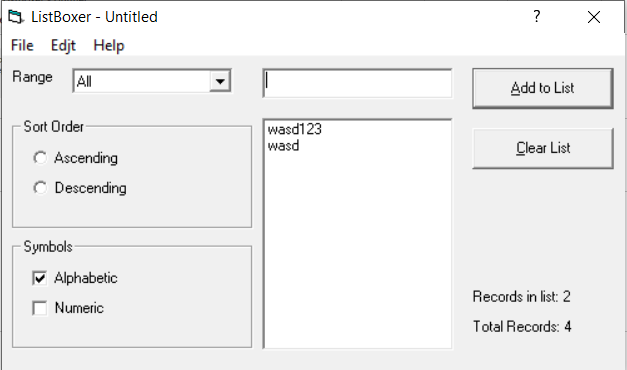 ListBoxer - Untitled
File Edjt Help
Range All
Add to List
wasd123
wasd
Clear List
Sort Order
Ascending
Descending
Symbols
Alphabetic
Numeric
Records in list: 2
Total Records: 4